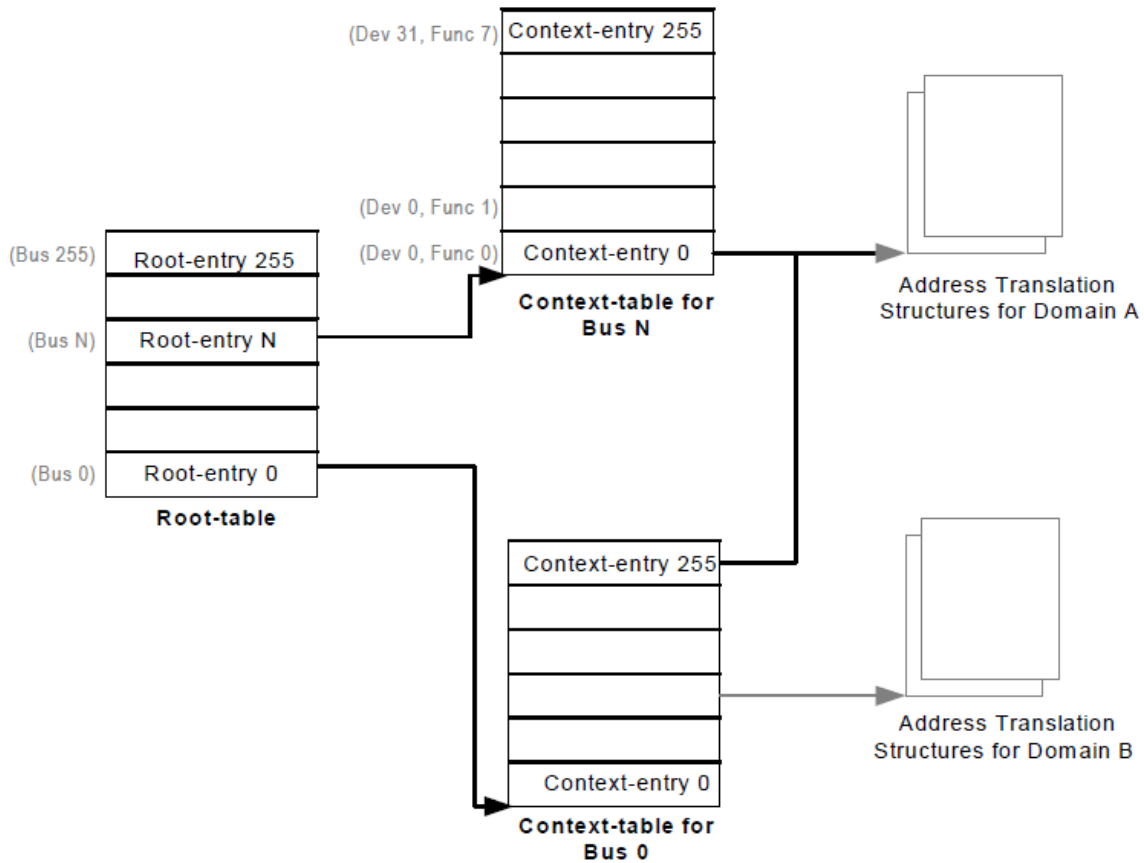 (Dev 31, Func 7)
Context-entry 255
(Dev 0, Func 1)
(Dev 0, Func 0)
Context-entry 0
Context-table for
Bus N
Address Translation
Structures for Domain A
(Bus 255)
Root-entry 255
(Bus N)
Root-entry N
(Bus 0)
Root-entry 0
Root-table
Context-entry 255
Context-entry 0
Context-table for
Bus 0
Address Translation
Structures for Domain B